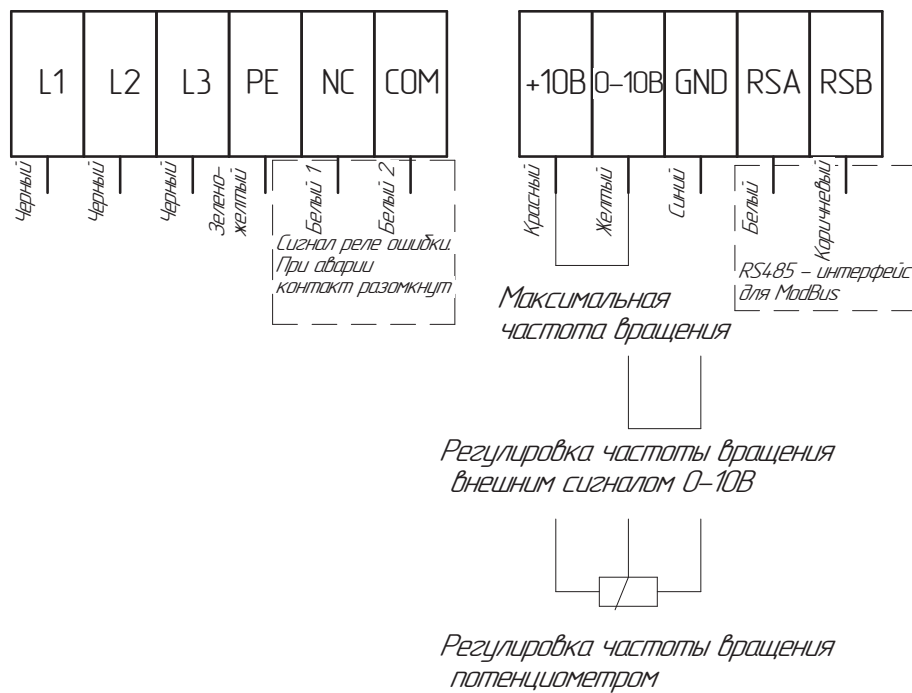 L1 L2 L3 PE NC COM
+10В 0-10В GND RSA RSB
Черный
Черный
Черный
Зелено-
желтый
Белый 1
Белый 2
Красный
Желтый
Синий
Белый
Коричневый
Сигнал реле ошибки.
При аварии
контакт разомкнут
RS485 - интерфейс
для ModBus
Максимальная
частота вращения
Регулировка частоты вращения
внешним сигналом 0-10В
Регулировка частоты вращения
потенциометром